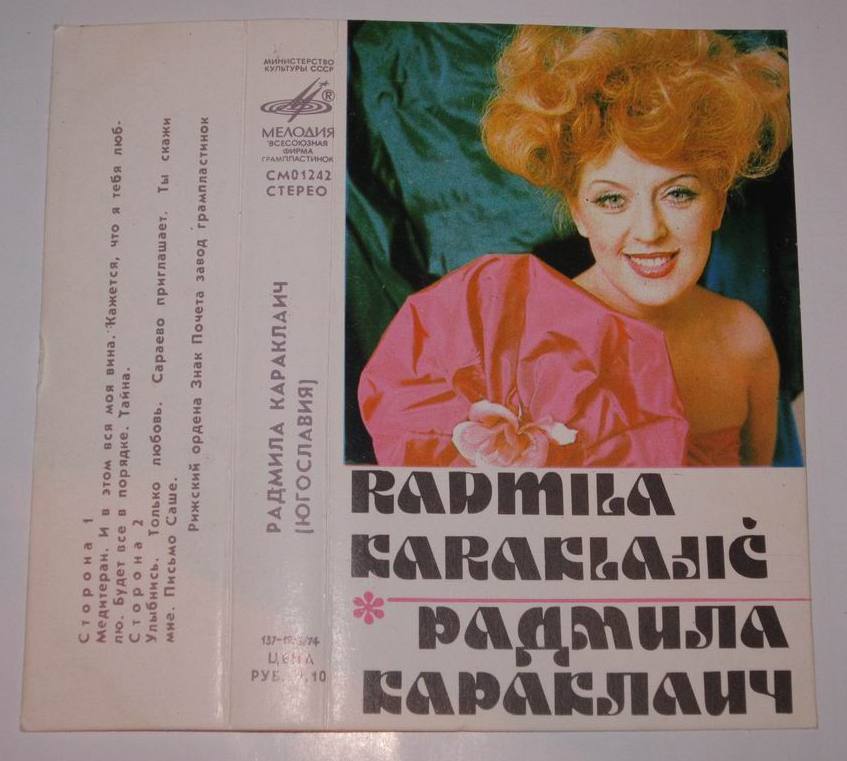 Сторона 1
Медитеран. И в этом вся моя вина. Кажется, что я тебя люб-
лю. Будет все в порядке. Тайна.
Сторона 2
Улыбнись. Только любовь. Сараево приглашает. Ты скажи
мне. Письмо Саше.
Рижский ордена Знак Почета завод грампластинок
МИНИСТЕРСТВО
КУЛЬТУРЫ СССР
®
МЕЛОДИЯ
ВСЕСОЮЗНАЯ
ФИРМА
ГРАМПЛАСТИНОК
СМ01242
СТЕРЕО
РАДМИЛА КАРАКЛАИЧ
(ЮГОСЛАВИЯ)
ЦЕНА
РУБ.
RADMILA
KARAKLAJIĆ
РАДМИЛА
КАРАКЛАИЧ